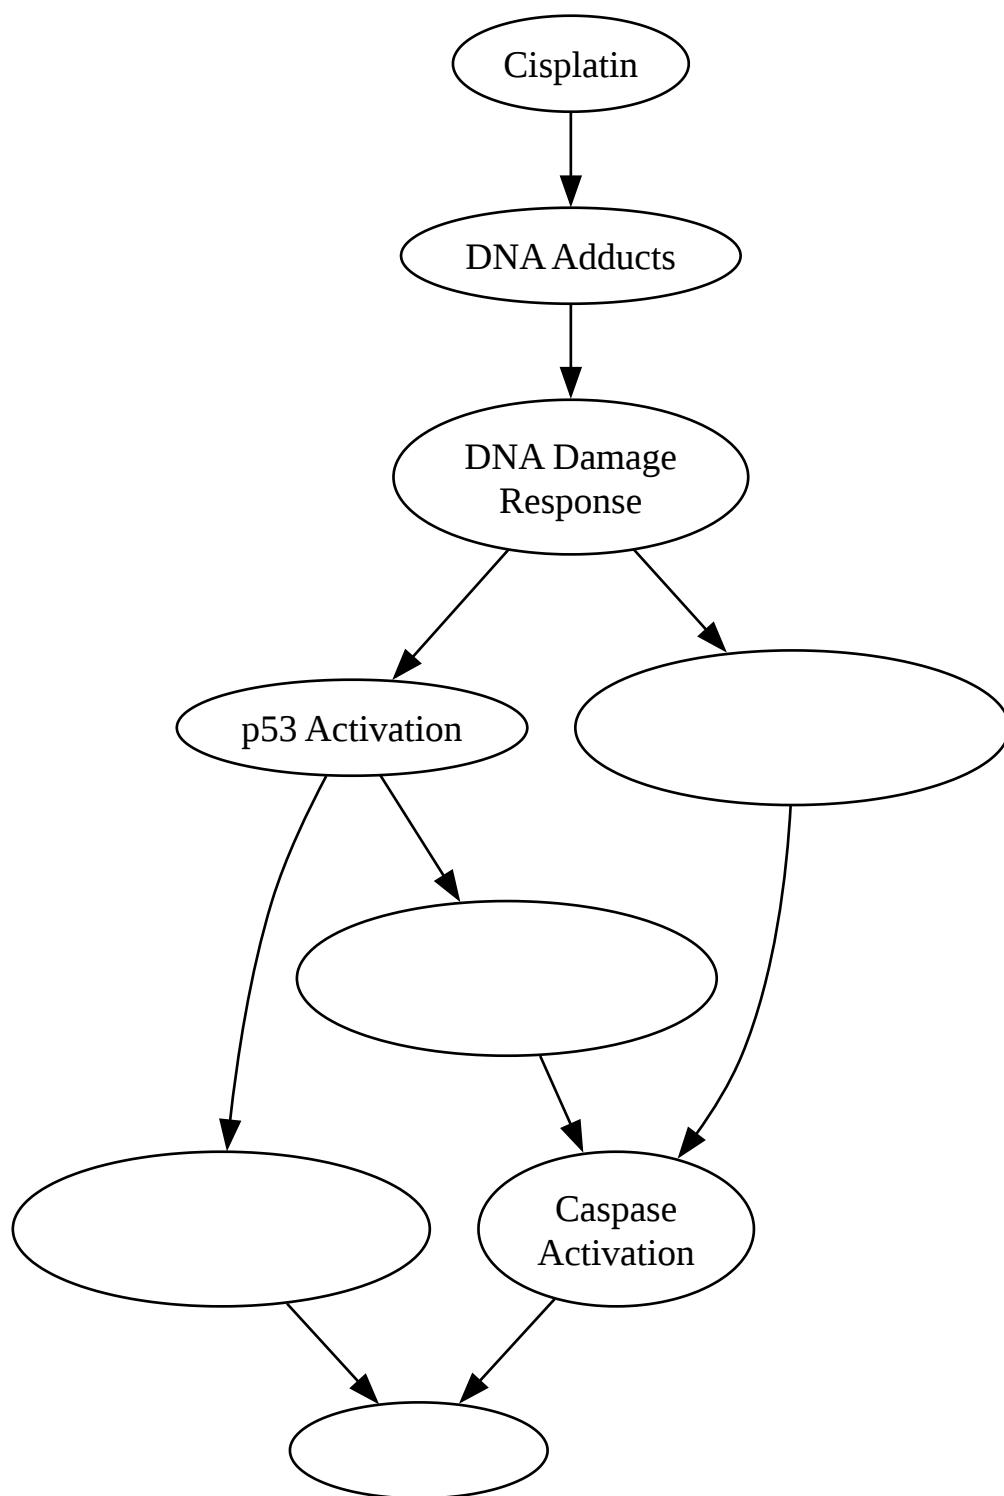 Cisplatin
DNA Adducts
DNA Damage
Response
p53 Activation
Caspase
Activation